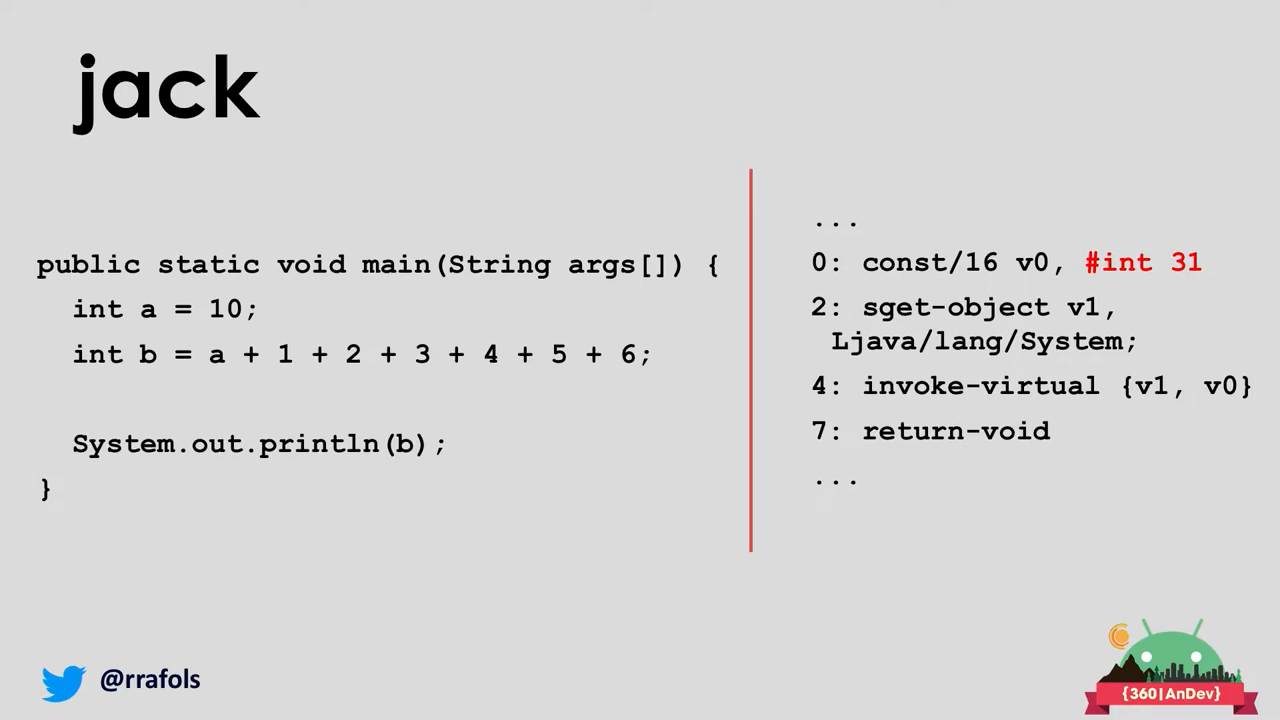 jack
public static void main(String args[]) {
int a = 10;
int b = a + 1 + 2 + 3 + 4 + 5 + 6;
System.out.println(b);
}
...
0: const/16 v0, #int 31
2: sget-object v1,
Ljava/lang/System;
4: invoke-virtual {v1, v0}
7: return-void
...
@rrafols
{360|AnDev}